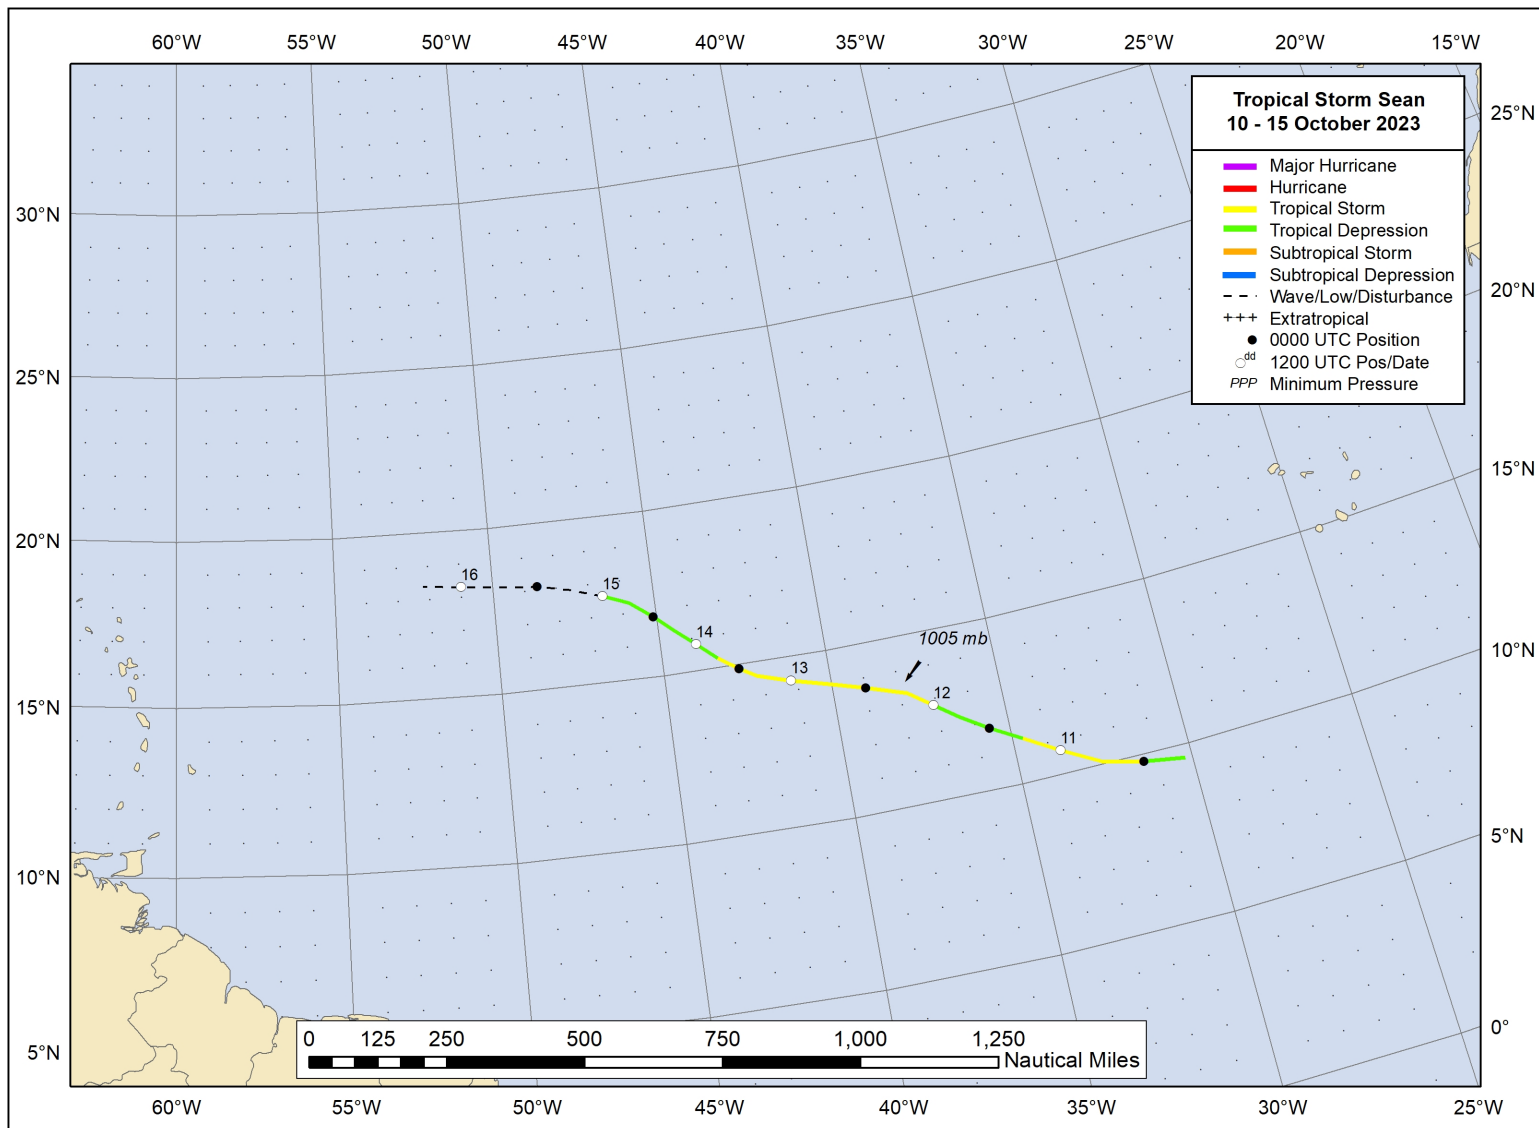 60°W 55°W 50°W 45°W 40°W 35°W 30°W 25°W 20°W 15°W
Tropical Storm Sean
10 - 15 October 2023
Major Hurricane
Hurricane
Tropical Storm
Tropical Depression
Subtropical Storm
Subtropical Depression
Wave/Low/Disturbance
+++ Extratropical
0000 UTC Position
dd 1200 UTC Pos/Date
PPP Minimum Pressure
25°N
30°N
20°N
25°N
15°N
20°N
16
15
14
1005 mb
10°N
13
12
15°N
11
5°N
10°N
0°
5°N
0 125 250 500 750 1,000 1,250
Nautical Miles
60°W 55°W 50°W 45°W 40°W 35°W 30°W 25°W